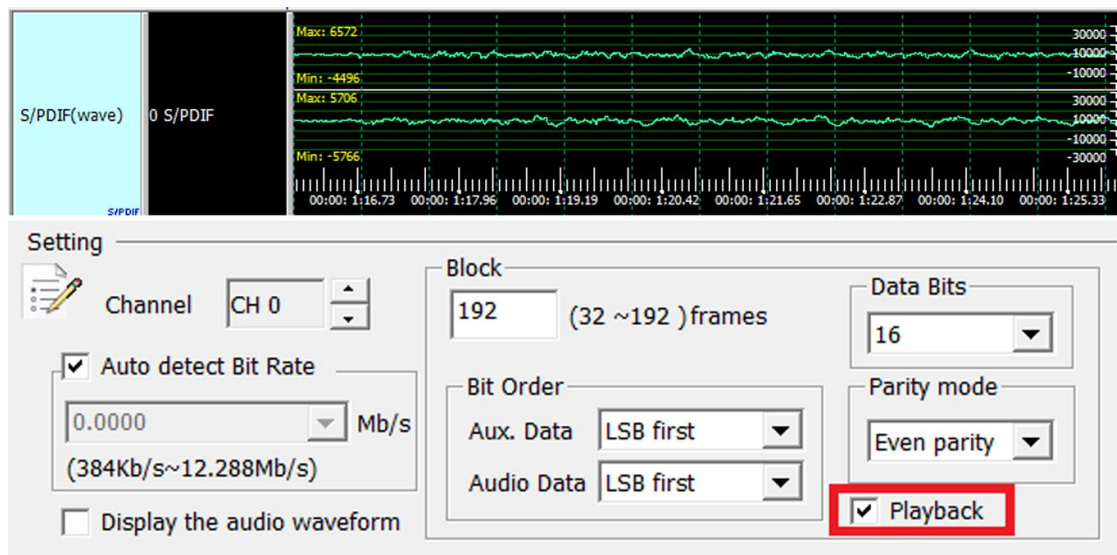 Max: 6572
30000
10000
-10000
Min: -4496
Max: 5706
30000
S/PDIF(wave) 0 S/PDIF
10000
-10000
Min: -5766
-30000
00:00: 1:16.73 00:00: 1:17.96 00:00: 1:19.19 00:00: 1:20.42 00:00: 1:21.65 00:00: 1:22.87 00:00: 1:24.10 00:00: 1:25.33
S/PDIF
Setting
Channel CH 0
Auto detect Bit Rate
0.0000 Mb/s
(384Kb/s~12.288Mb/s)
Display the audio waveform
Block
192 (32 ~192 ) frames
Bit Order
Aux. Data LSB first
Audio Data LSB first
Data Bits
16
Parity mode
Even parity
Playback